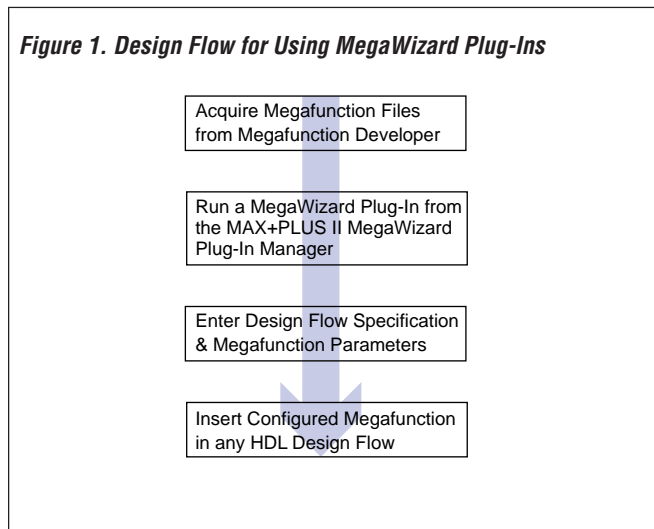 Figure 1. Design Flow for Using MegaWizard Plug-Ins
Acquire Megafunction Files
from Megafunction Developer
Run a MegaWizard Plug-In from
the MAX+PLUS II MegaWizard
Plug-In Manager
Enter Design Flow Specification
& Megafunction Parameters
Insert Configured Megafunction
in any HDL Design Flow